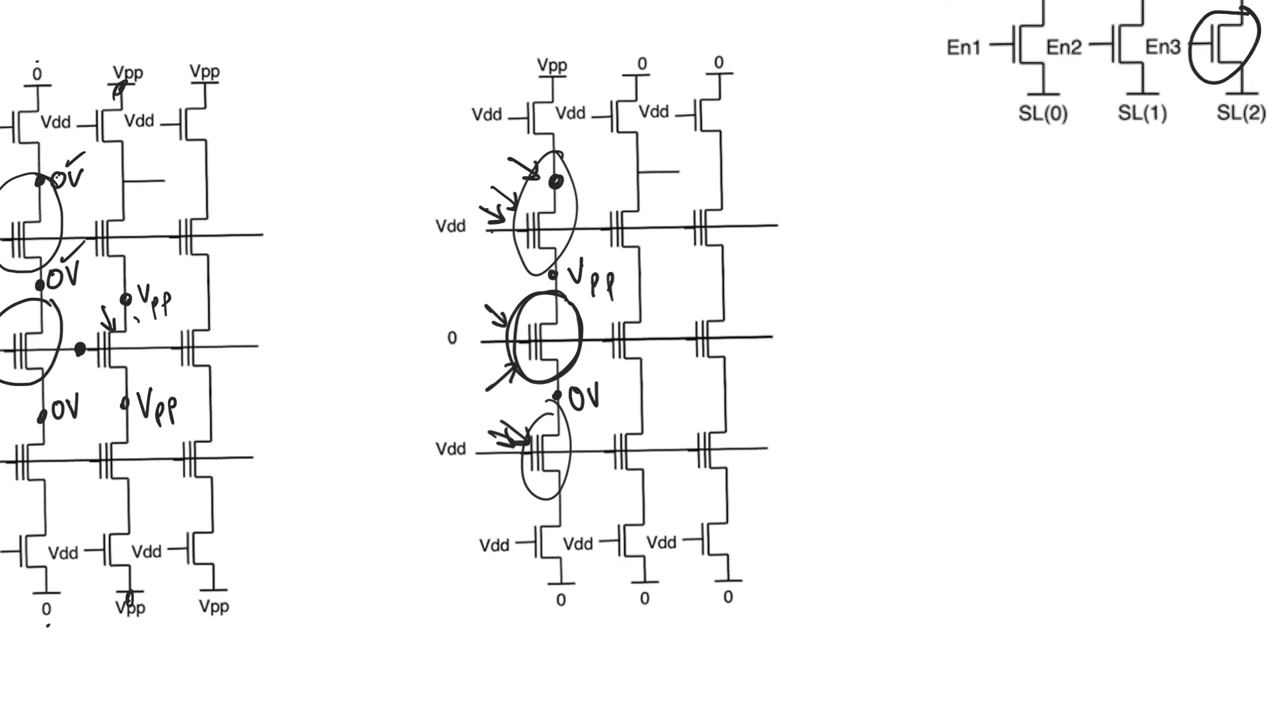 En1 En2 En3
SL(0) SL(1) SL(2)
0 Vpp Vpp
Vdd Vdd
0V
0V
Vpp
0V Vpp
Vdd Vdd
0 Vpp Vpp
Vpp 0 0
Vdd Vdd Vdd
Vdd
Vpp
0
0V
Vdd
Vdd Vdd Vdd
0 0 0